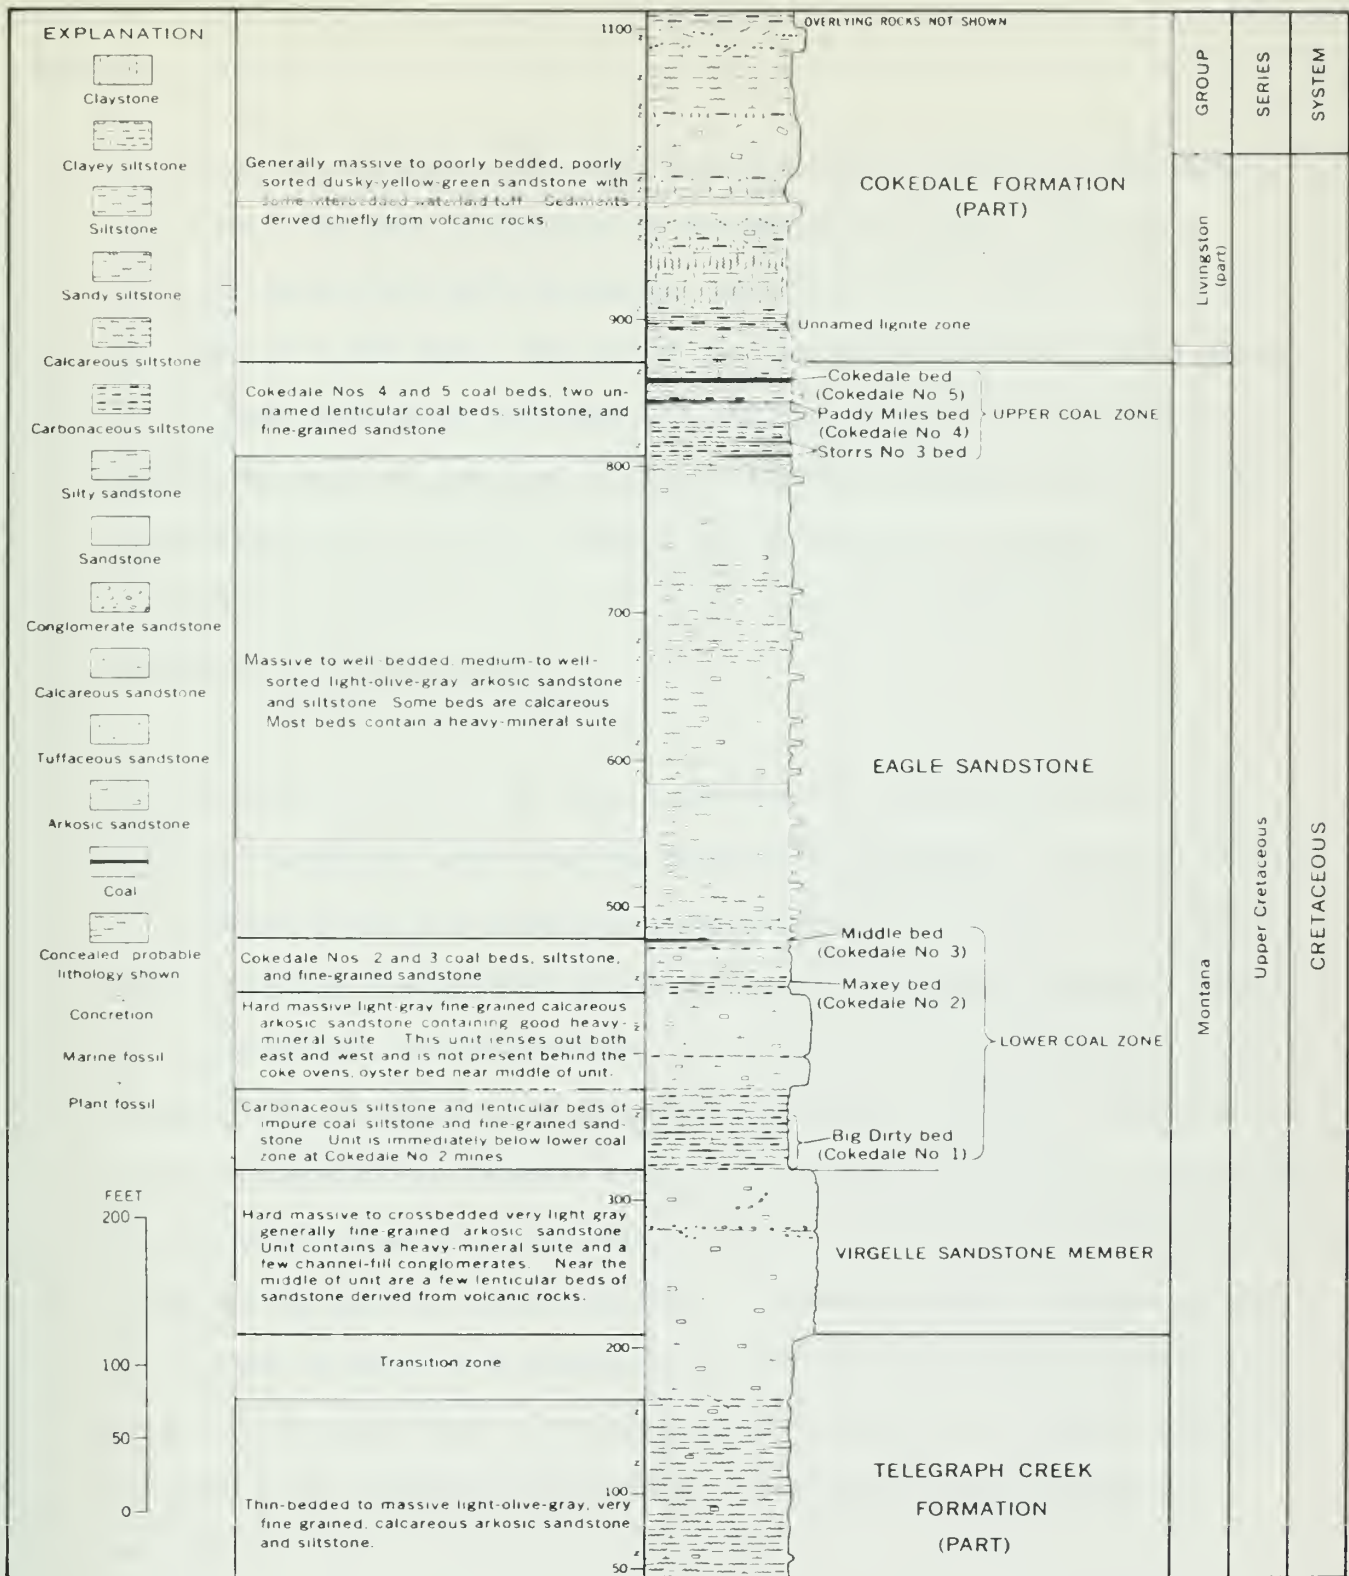 EXPLANATION
Claystone
Clayey siltstone
Siltstone
Sandy siltstone
Calcareous siltstone
Carbonaceous siltstone
Silty sandstone
Sandstone
Conglomerate sandstone
Calcareous sandstone
Tuffaceous sandstone
Arkosic sandstone
Coal
Concealed probable
lithology shown
Concretion
Marine fossil
Plant fossil
FEET
200
100
50
0
Generally massive to poorly bedded, poorly
sorted dusky-yellow-green sandstone with
some interbedded waterlaid tuff Sediments
derived chiefly from volcanic rocks.
Cokedale Nos 4 and 5 coal beds, two un-
named lenticular coal beds, siltstone, and
fine-grained sandstone
Massive to well-bedded, medium-to well-
sorted light-olive-gray arkosic sandstone
and siltstone Some beds are calcareous
Most beds contain a heavy-mineral suite
Cokedale Nos 2 and 3 coal beds, siltstone,
and fine-grained sandstone
Hard massive light-gray fine-grained calcareous
arkosic sandstone containing good heavy-
mineral suite This unit lenses out both
east and west and is not present behind the
coke ovens, oyster bed near middle of unit.
Carbonaceous siltstone and lenticular beds of
impure coal siltstone and fine-grained sand-
stone Unit is immediately below lower coal
zone at Cokedale No 2 mines
Hard massive to crossbedded very light gray
generally fine-grained arkosic sandstone
Unit contains a heavy-mineral suite and a
few channel-fill conglomerates. Near the
middle of unit are a few lenticular beds of
sandstone derived from volcanic rocks.
Transition zone
Thin-bedded to massive light-olive-gray, very
fine grained, calcareous arkosic sandstone
and siltstone.
1100
900
800
700
600
500
300
200
100
50
OVERLYING ROCKS NOT SHOWN
COKEDALE FORMATION
(PART)
Unnamed lignite zone
Cokedale bed
(Cokedale No 5)
Paddy Miles bed
(Cokedale No 4)
Storrs No 3 bed
UPPER COAL ZONE
EAGLE SANDSTONE
Middle bed
(Cokedale No 3)
Maxey bed
(Cokedale No 2)
LOWER COAL ZONE
Big Dirty bed
(Cokedale No 1)
VIRGELLE SANDSTONE MEMBER
TELEGRAPH CREEK
FORMATION
(PART)
GROUP
Livingston
(part)
Montana
SERIES
Upper Cretaceous
SYSTEM
CRETACEOUS